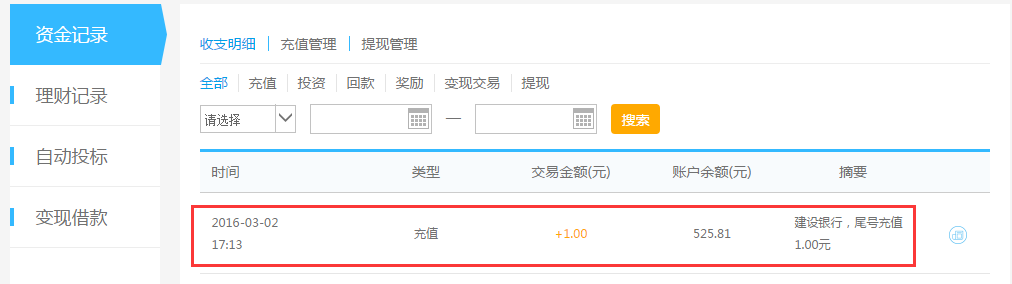 资金记录
理财记录
自动投标
变现借款
收支明细 充值管理 提现管理
全部 充值 投资 回款 奖励 变现交易 提现
请选择 — 搜索
时间 类型 交易金额(元) 账户余额(元) 摘要
2016-03-02 17:13 充值 +1.00 525.81 建设银行，尾号充值
1.00元